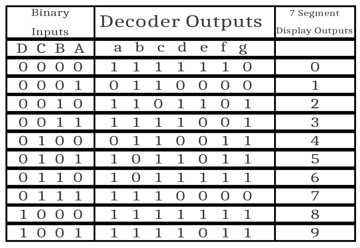 Binary Inputs Decoder Outputs 7 Segment Display Outputs
D C B A a b c d e f g
0 0 0 0 1 1 1 1 1 1 0 0
0 0 0 1 0 1 1 0 0 0 0 1
0 0 1 0 1 1 0 1 1 0 1 2
0 0 1 1 1 1 1 1 0 0 1 3
0 1 0 0 0 1 1 0 0 1 1 4
0 1 0 1 1 0 1 1 0 1 1 5
0 1 1 0 1 0 1 1 1 1 1 6
0 1 1 1 1 1 1 0 0 0 0 7
1 0 0 0 1 1 1 1 1 1 1 8
1 0 0 1 1 1 1 1 0 1 1 9